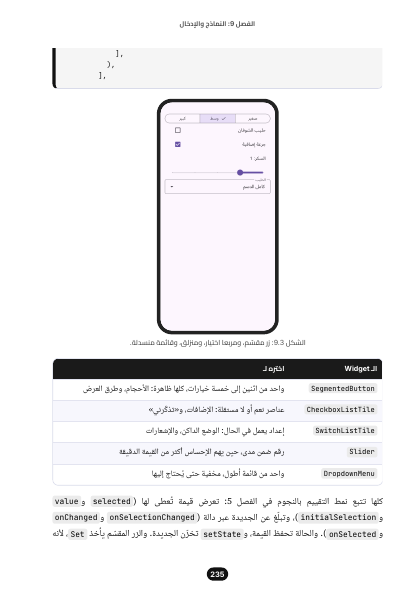 الفصل 9: النماذج والإدخال
],
),
],
صغير
وسط
كبير
حليب الشوفان
جرعة إضافية
السكر: 1
الحليب
كامل الدسم
الشكل 9.3: زر مقسّم، ومربعا اختيار، ومنزلق، وقائمة منسدلة.
الـ Widget اختره لـ
SegmentedButton واحد من اثنين إلى خمسة خيارات، كلها ظاهرة: الأحجام، وطرق العرض
CheckboxListTile عناصر نعم أو لا مستقلة: الإضافات، و«تذكّرني»
SwitchListTile إعداد يعمل في الحال: الوضع الداكن، والإشعارات
Slider رقم ضمن مدى، حين يهم الإحساس أكثر من القيمة الدقيقة
DropdownMenu واحد من قائمة أطول، مخفية حتى يُحتاج إليها
كلها تتبع نمط التقييم بالنجوم في الفصل 5: تعرض قيمة تُعطى لها (selected و value
و initialSelection)، وتبلّغ عن الجديدة عبر دالة (onSelectionChanged و onChanged
و onSelected). والحالة تحفظ القيمة، و setState تخزّن الجديدة. والزر المقسّم يأخذ Set، لأنه
235